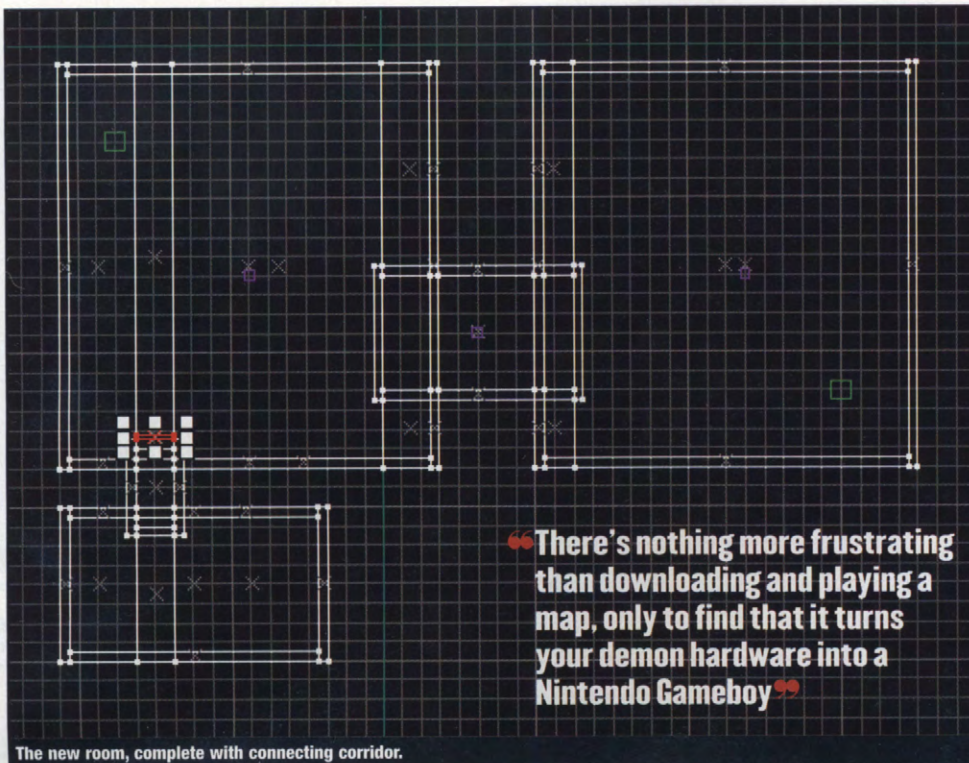 “There's nothing more frustrating
than downloading and playing a
map, only to find that it turns
your demon hardware into a
Nintendo Gameboy”
The new room, complete with connecting corridor.